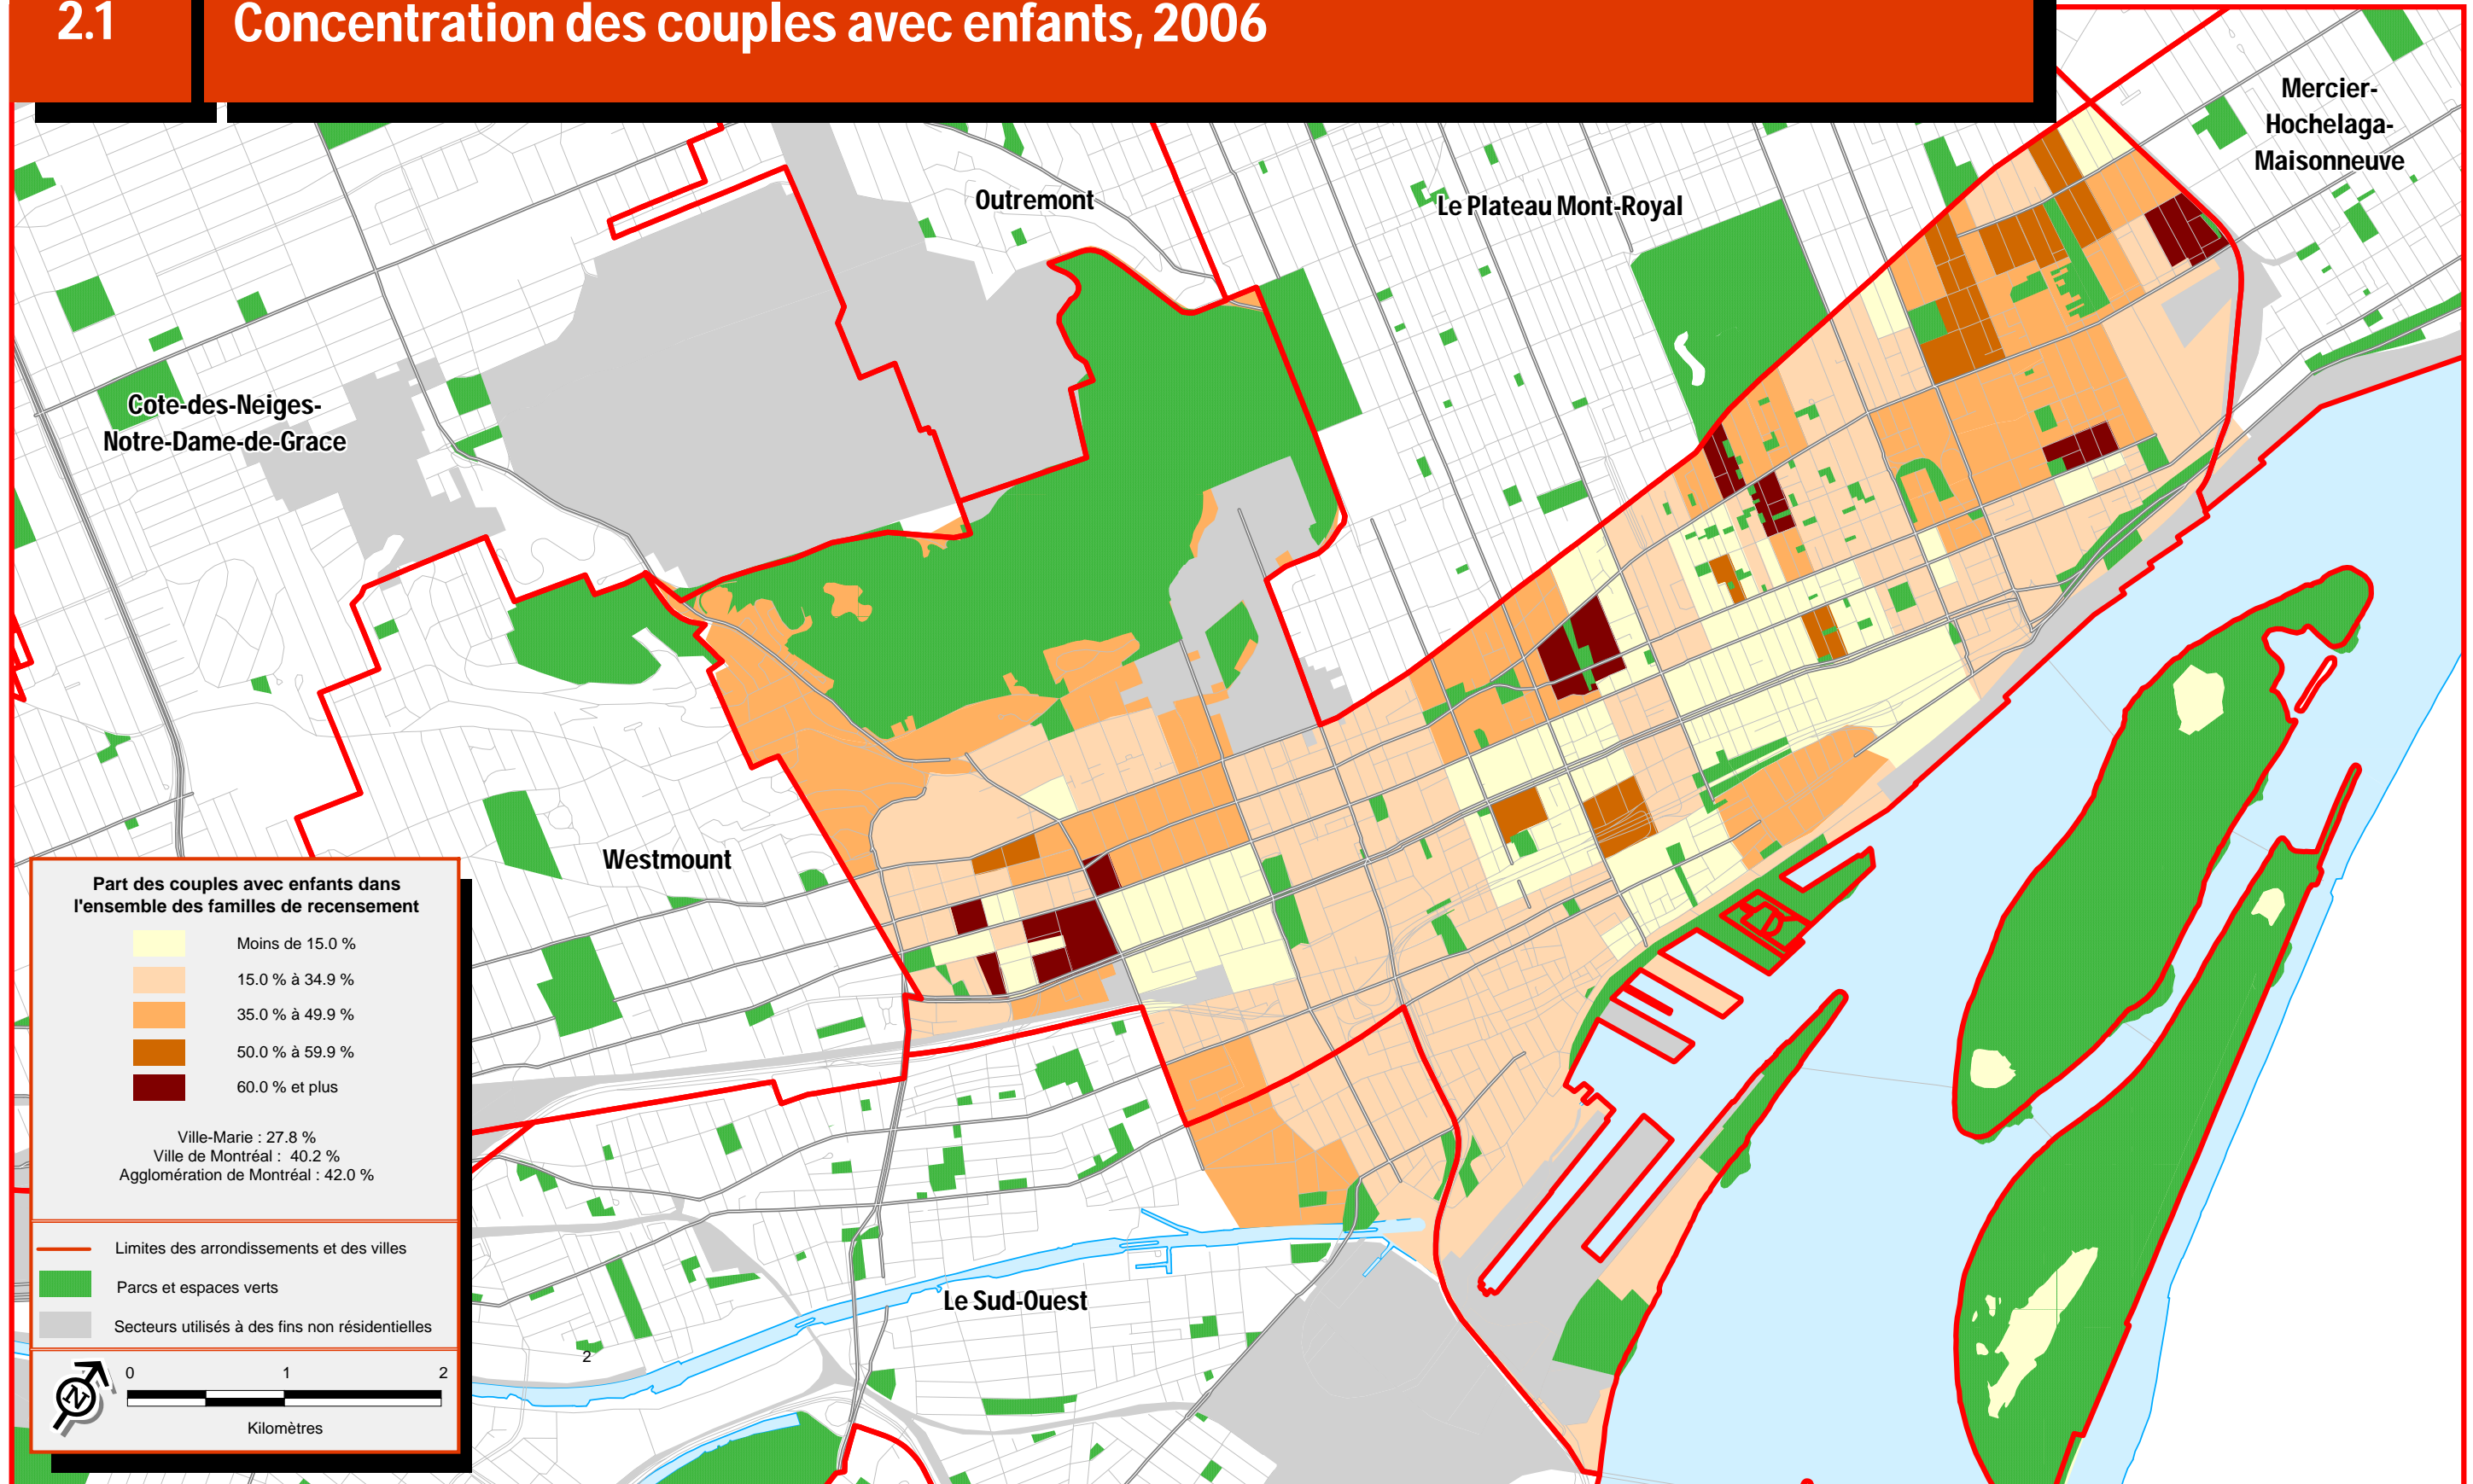 2.1
Concentration des couples avec enfants, 2006
Mercier-
Hochelaga-
Maisonneuve
Outremont
Le Plateau Mont-Royal
Cote-des-Neiges-
Notre-Dame-de-Grace
Westmount
Le Sud-Ouest
Part des couples avec enfants dans
l'ensemble des familles de recensement
Moins de 15.0 %
15.0 % à 34.9 %
35.0 % à 49.9 %
50.0 % à 59.9 %
60.0 % et plus
Ville-Marie : 27.8 %
Ville de Montréal : 40.2 %
Agglomération de Montréal : 42.0 %
Limites des arrondissements et des villes
Parcs et espaces verts
Secteurs utilisés à des fins non résidentielles
N
0 1 2
Kilomètres
2